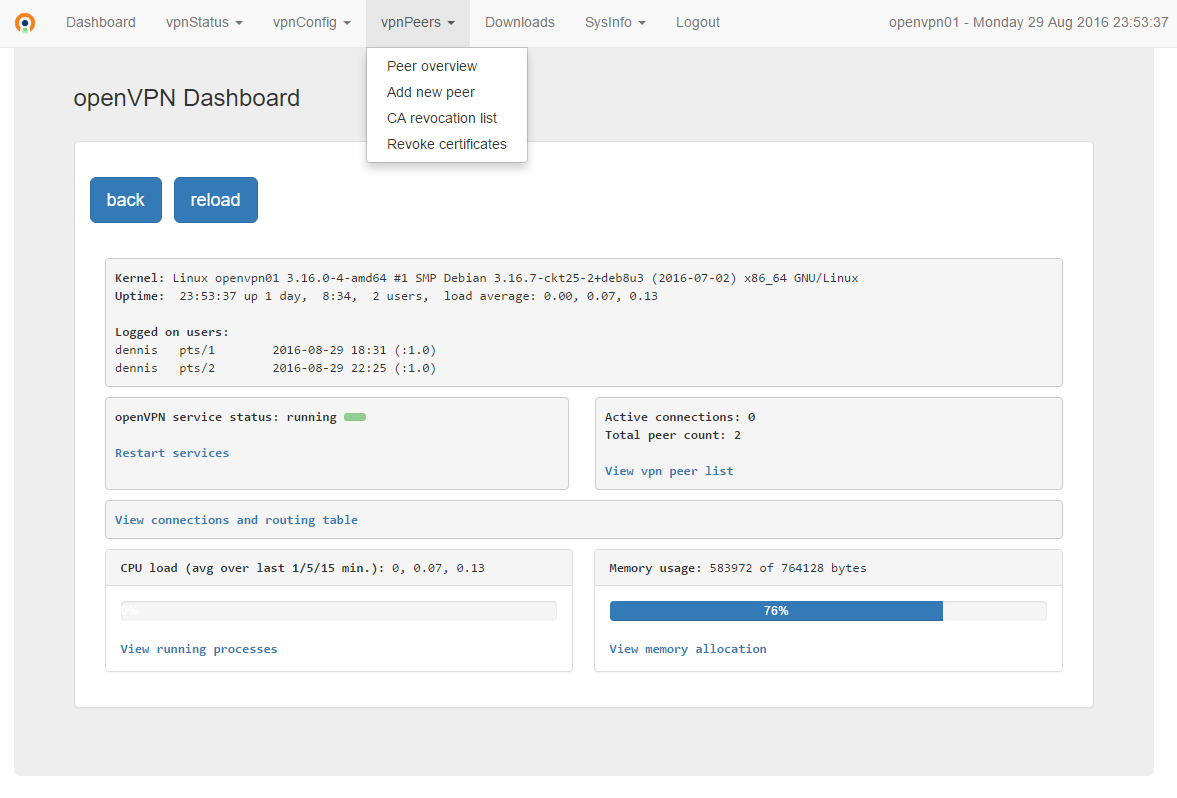 Dashboard vpnStatus vpnConfig vpnPeers Downloads SysInfo Logout openvpn01 - Monday 29 Aug 2016 23:53:37
Peer overview
Add new peer
CA revocation list
Revoke certificates
openVPN Dashboard
back reload
Kernel: Linux openvpn01 3.16.0-4-amd64 #1 SMP Debian 3.16.7-ckt25-2+deb8u3 (2016-07-02) x86_64 GNU/Linux
Uptime: 23:53:37 up 1 day, 8:34, 2 users, load average: 0.00, 0.07, 0.13
Logged on users:
dennis pts/1 2016-08-29 18:31 (:1.0)
dennis pts/2 2016-08-29 22:25 (:1.0)
openVPN service status: running
Restart services
Active connections: 0
Total peer count: 2
View vpn peer list
View connections and routing table
CPU load (avg over last 1/5/15 min.): 0, 0.07, 0.13
0%
View running processes
Memory usage: 583972 of 764128 bytes
76%
View memory allocation